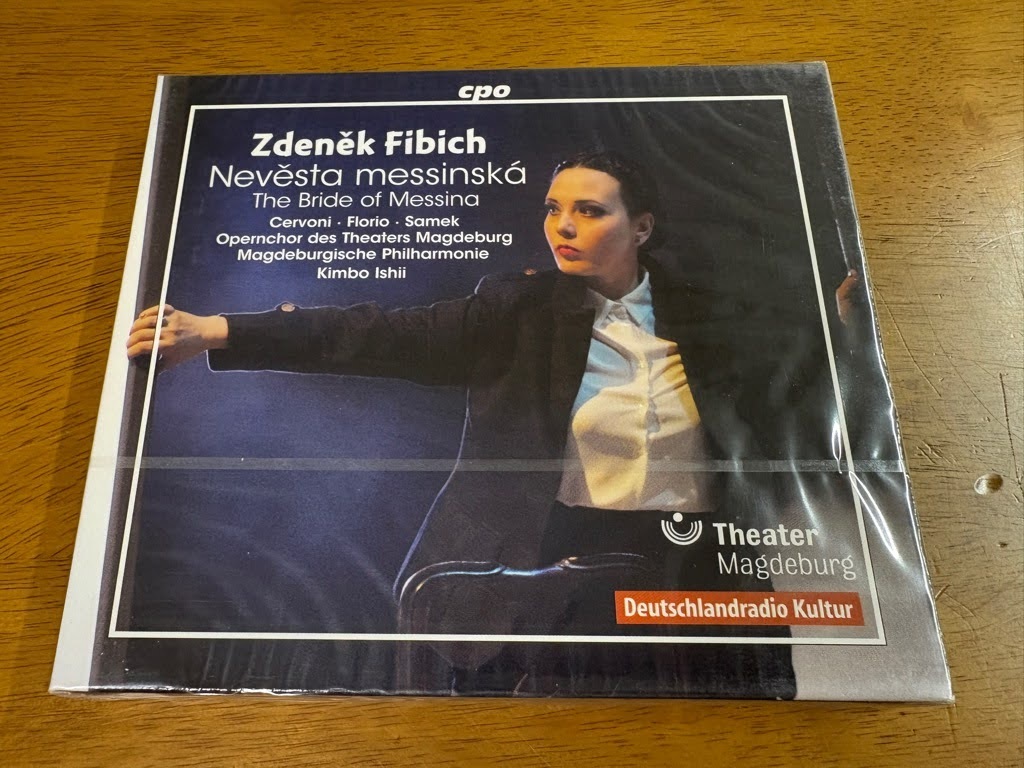 cpo
Zdeněk Fibich
Nevěsta messinská
The Bride of Messina
Cervoni · Florio · Samek
Opernchor des Theaters Magdeburg
Magdeburgische Philharmonie
Kimbo Ishii
Theater
Magdeburg
Deutschlandradio Kultur